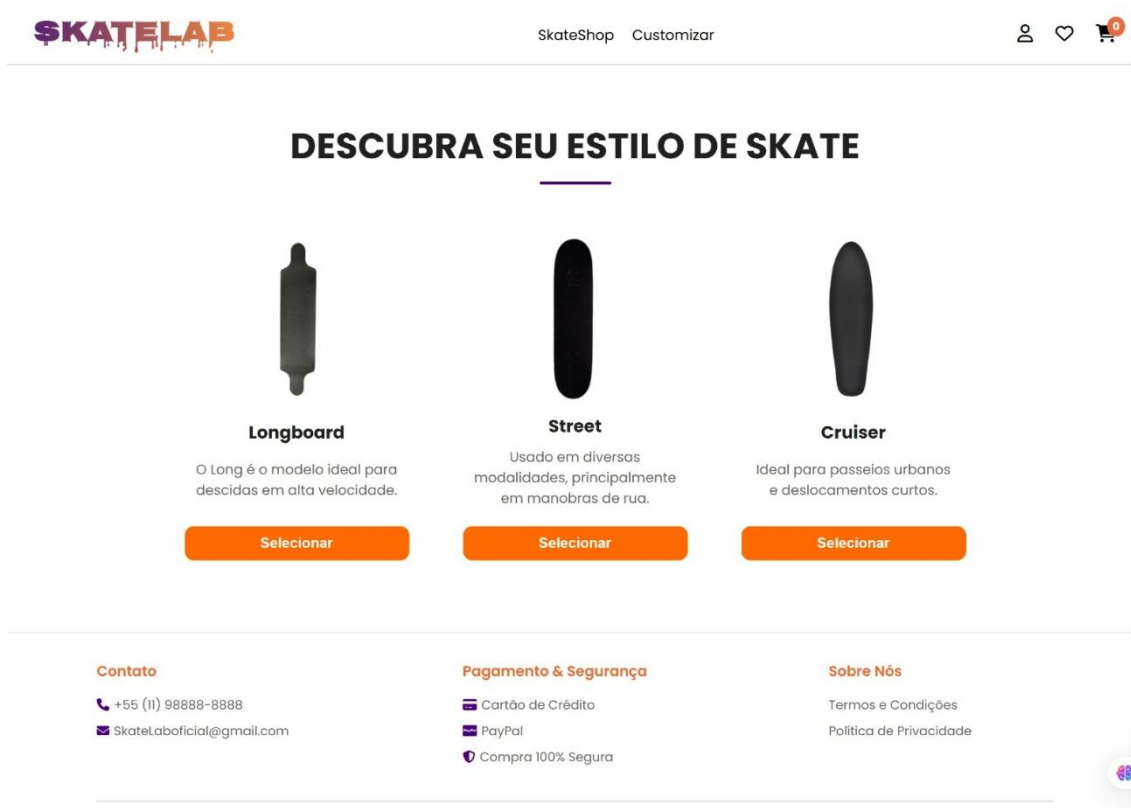 SKATELAB
SkateShop Customizar
0
DESCUBRA SEU ESTILO DE SKATE
Longboard
O Long é o modelo ideal para
descidas em alta velocidade.
Selecionar
Street
Usado em diversas
modalidades, principalmente
em manobras de rua.
Selecionar
Cruiser
Ideal para passeios urbanos
e deslocamentos curtos.
Selecionar
Contato
+55 (11) 98888-8888
SkateLaboficial@gmail.com
Pagamento & Segurança
Cartão de Crédito
PayPal
Compra 100% Segura
Sobre Nós
Termos e Condições
Política de Privacidade